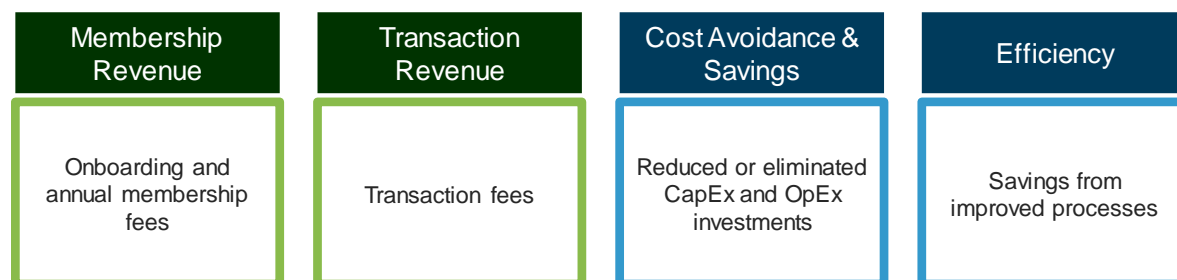 Membership
Revenue
Onboarding and
annual membership
fees
Transaction
Revenue
Transaction fees
Cost Avoidance &
Savings
Reduced or eliminated
CapEx and OpEx
investments
Efficiency
Savings from
improved processes